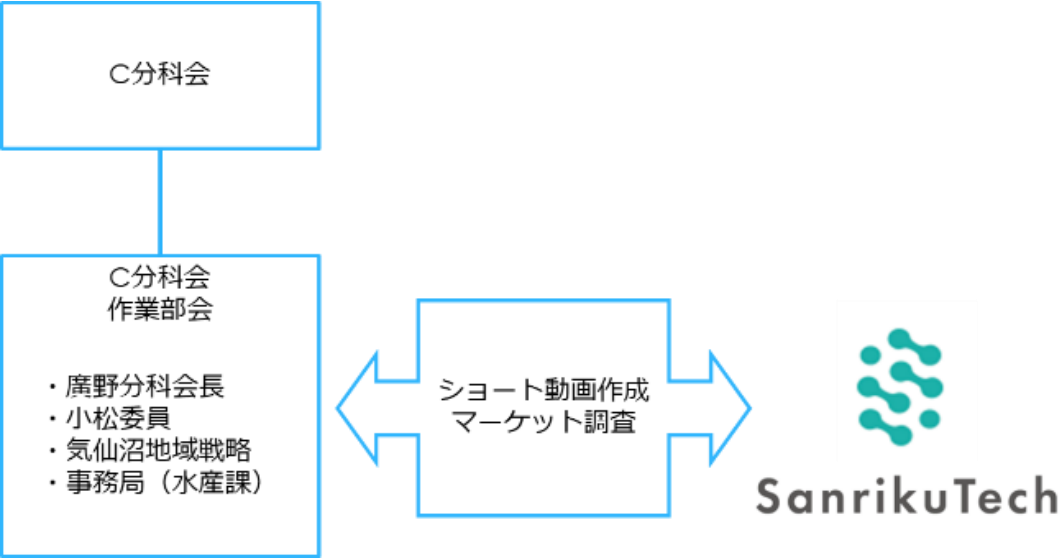 C分科会
C分科会
作業部会
・廣野分科会長
・小松委員
・気仙沼地域戦略
・事務局（水産課）
ショート動画作成
マーケット調査
SanrikuTech